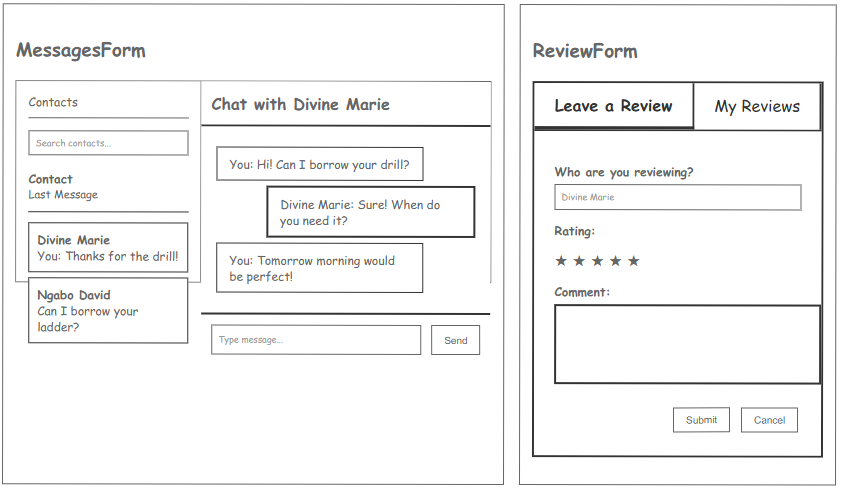 MessagesForm
Contacts
Search contacts...
Contact
Last Message
Divine Marie
You: Thanks for the drill!
Ngabo David
Can I borrow your
ladder?
Chat with Divine Marie
You: Hi! Can I borrow your drill?
Divine Marie: Sure! When do
you need it?
You: Tomorrow morning would
be perfect!
Type message...
Send
ReviewForm
Leave a Review
My Reviews
Who are you reviewing?
Divine Marie
Rating:
★ ★ ★ ★ ★
Comment:
Submit
Cancel